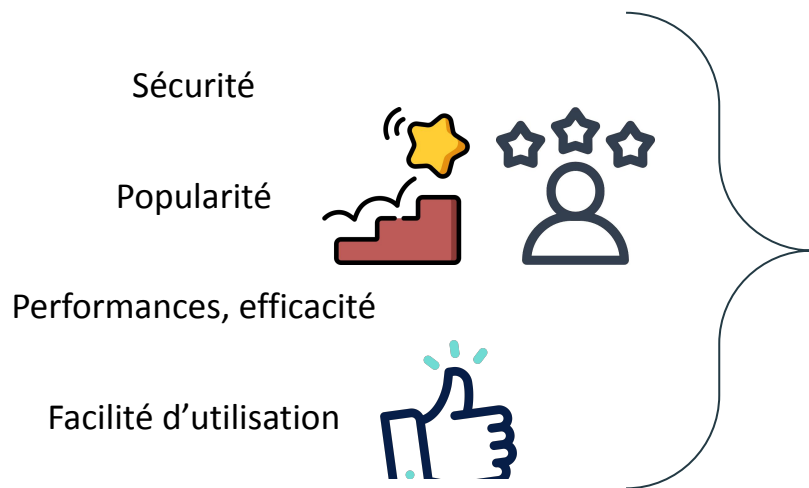 Sécurité
Popularité
Performances, efficacité
Facilité d’utilisation